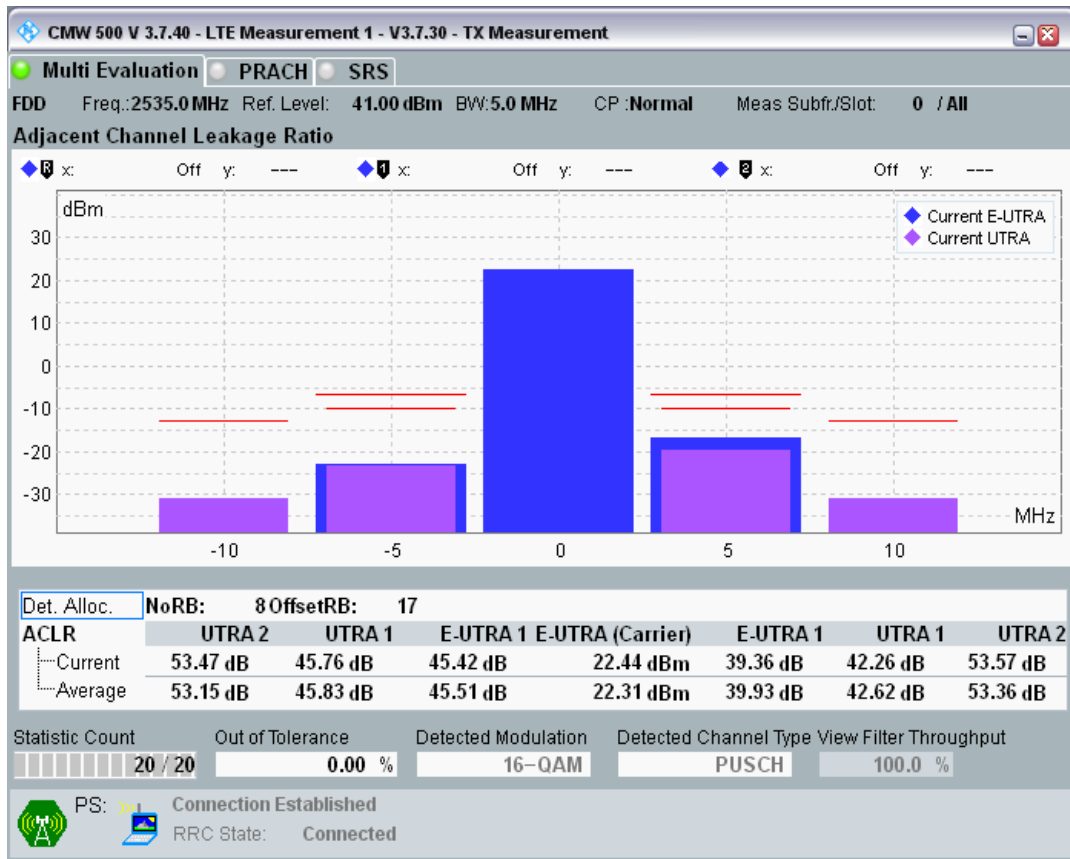 CMW 500 V 3.7.40 - LTE Measurement 1 - V3.7.30 - TX Measurement
Multi Evaluation PRACH SRS
FDD Freq.:2535.0 MHz Ref. Level: 41.00 dBm BW:5.0 MHz CP :Normal Meas Subfr./Slot: 0 / All
Adjacent Channel Leakage Ratio
R x: Off y: --- 1 x: Off y: --- 2 x: Off y: ---
dBm
Current E-UTRA
Current UTRA
30
20
10
0
-10
-20
-30
MHz
-10 -5 0 5 10
Det. Alloc. NoRB: 8 OffsetRB: 17
ACLR UTRA 2 UTRA 1 E-UTRA 1 E-UTRA (Carrier) E-UTRA 1 UTRA 1 UTRA 2
Current 53.47 dB 45.76 dB 45.42 dB 22.44 dBm 39.36 dB 42.26 dB 53.57 dB
Average 53.15 dB 45.83 dB 45.51 dB 22.31 dBm 39.93 dB 42.62 dB 53.36 dB
Statistic Count Out of Tolerance Detected Modulation Detected Channel Type View Filter Throughput
20 / 20 0.00 % 16-QAM PUSCH 100.0 %
PS: Connection Established
RRC State: Connected